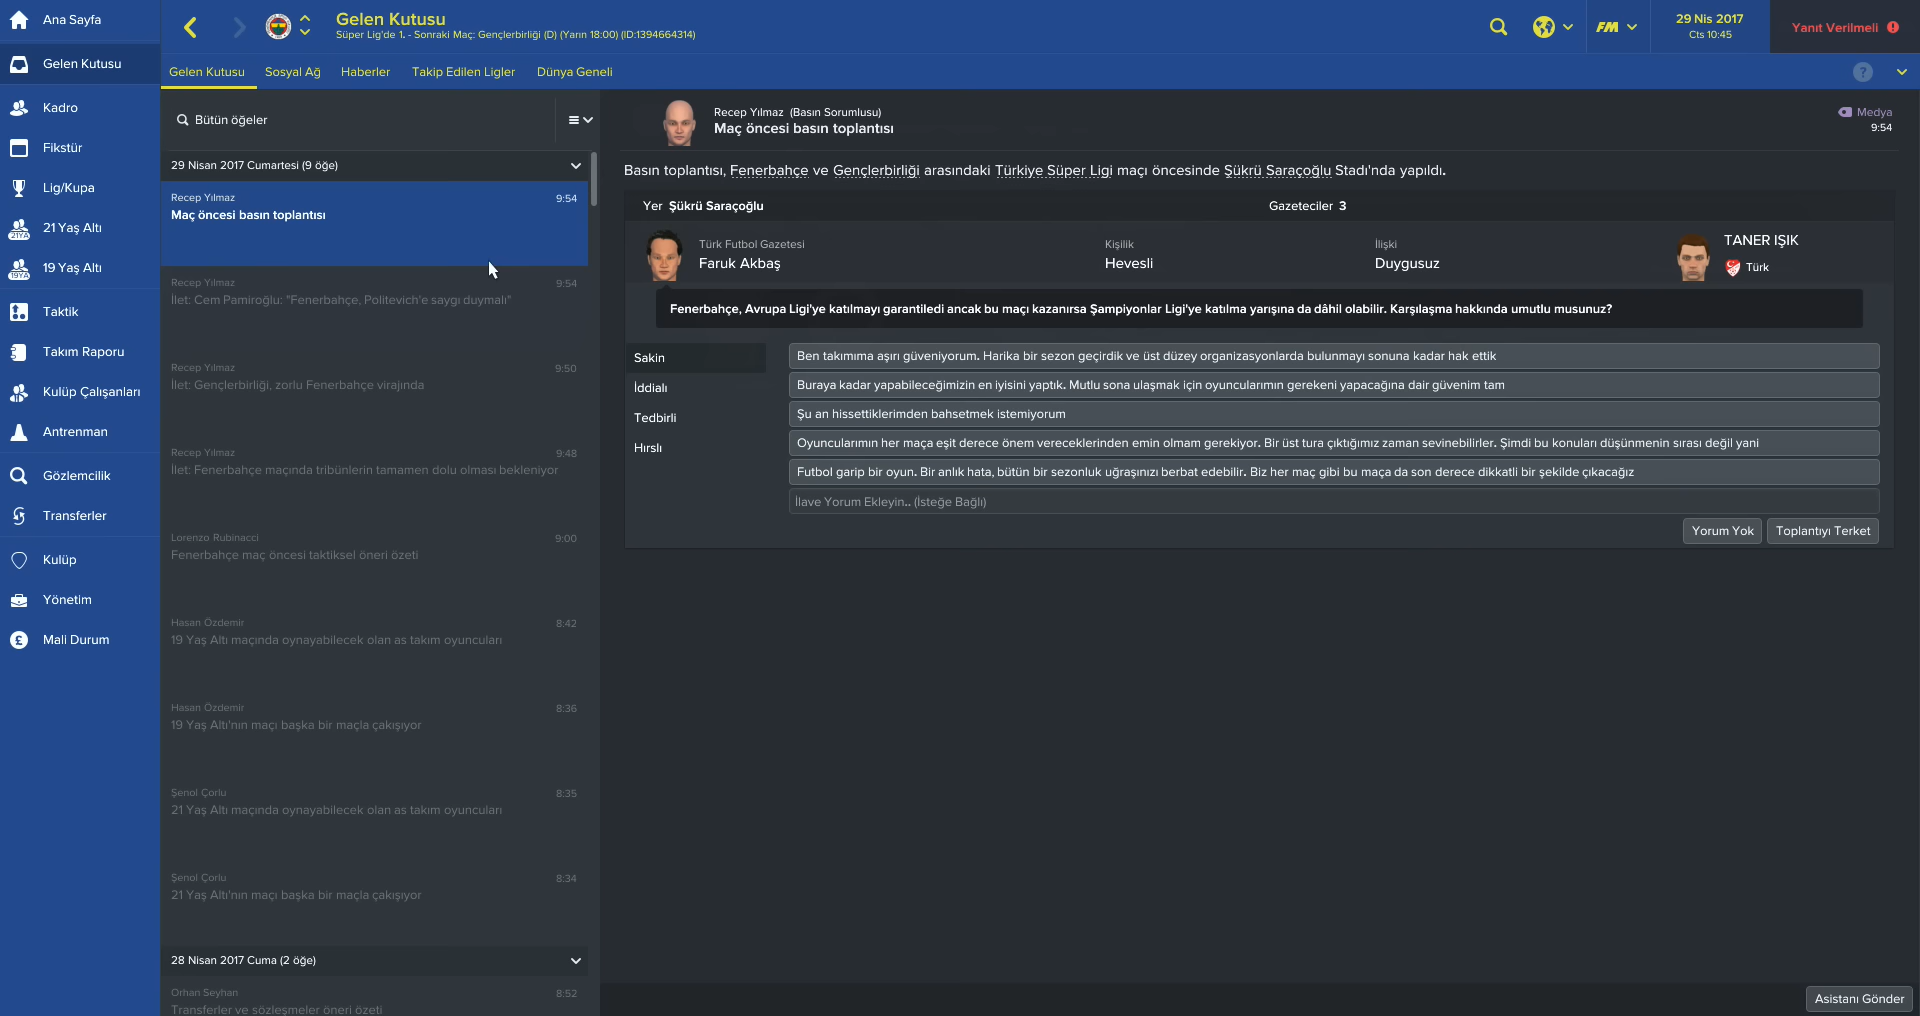 Ana Sayfa
Gelen Kutusu
Kadro
Fikstür
Lig/Kupa
21YA
21 Yaş Altı
19YA
19 Yaş Altı
Taktik
Takım Raporu
Kulüp Çalışanları
Antrenman
Gözlemcilik
Transferler
Kulüp
Yönetim
Mali Durum
Gelen Kutusu
Süper Lig'de 1. - Sonraki Maç: Gençlerbirliği (D) (Yarın 18:00) (ID:1394664314)
FM
29 Nis 2017
Cts 10:45
Yanıt Verilmeli
Gelen Kutusu Sosyal Ağ Haberler Takip Edilen Ligler Dünya Geneli
?
Bütün öğeler
29 Nisan 2017 Cumartesi (9 öğe)
Recep Yılmaz 9:54
Maç öncesi basın toplantısı
Recep Yılmaz 9:54
İlet: Cem Pamiroğlu: "Fenerbahçe, Politevich'e saygı duymalı"
Recep Yılmaz 9:50
İlet: Gençlerbirliği, zorlu Fenerbahçe virajında
Recep Yılmaz 9:48
İlet: Fenerbahçe maçında tribünlerin tamamen dolu olması bekleniyor
Lorenzo Rubinacci 9:00
Fenerbahçe maç öncesi taktiksel öneri özeti
Hasan Özdemir 8:42
19 Yaş Altı maçında oynayabilecek olan as takım oyuncuları
Hasan Özdemir 8:36
19 Yaş Altı'nın maçı başka bir maçla çakışıyor
Şenol Çorlu 8:35
21 Yaş Altı maçında oynayabilecek olan as takım oyuncuları
Şenol Çorlu 8:34
21 Yaş Altı'nın maçı başka bir maçla çakışıyor
28 Nisan 2017 Cuma (2 öğe)
Orhan Seyhan 8:52
Transferler ve sözleşmeler öneri özeti
Recep Yılmaz (Basın Sorumlusu)
Maç öncesi basın toplantısı
Medya
9:54
Basın toplantısı, Fenerbahçe ve Gençlerbirliği arasındaki Türkiye Süper Ligi maçı öncesinde Şükrü Saraçoğlu Stadı'nda yapıldı.
Yer Şükrü Saraçoğlu Gazeteciler 3
Türk Futbol Gazetesi
Faruk Akbaş
Kişilik
Hevesli
İlişki
Duygusuz
TANER IŞIK
Türk
Fenerbahçe, Avrupa Ligi'ye katılmayı garantiledi ancak bu maçı kazanırsa Şampiyonlar Ligi'ye katılma yarışına da dâhil olabilir. Karşılaşma hakkında umutlu musunuz?
Sakin
İddialı
Tedbirli
Hırslı
Ben takımıma aşırı güveniyorum. Harika bir sezon geçirdik ve üst düzey organizasyonlarda bulunmayı sonuna kadar hak ettik
Buraya kadar yapabileceğimizin en iyisini yaptık. Mutlu sona ulaşmak için oyuncularımın gerekeni yapacağına dair güvenim tam
Şu an hissettiklerimden bahsetmek istemiyorum
Oyuncularımın her maça eşit derece önem vereceklerinden emin olmam gerekiyor. Bir üst tura çıktığımız zaman sevinebilirler. Şimdi bu konuları düşünmenin sırası değil yani
Futbol garip bir oyun. Bir anlık hata, bütün bir sezonluk uğraşınızı berbat edebilir. Biz her maç gibi bu maça da son derece dikkatli bir şekilde çıkacağız
İlave Yorum Ekleyin.. (İsteğe Bağlı)
Yorum Yok Toplantıyı Terket
Asistanı Gönder